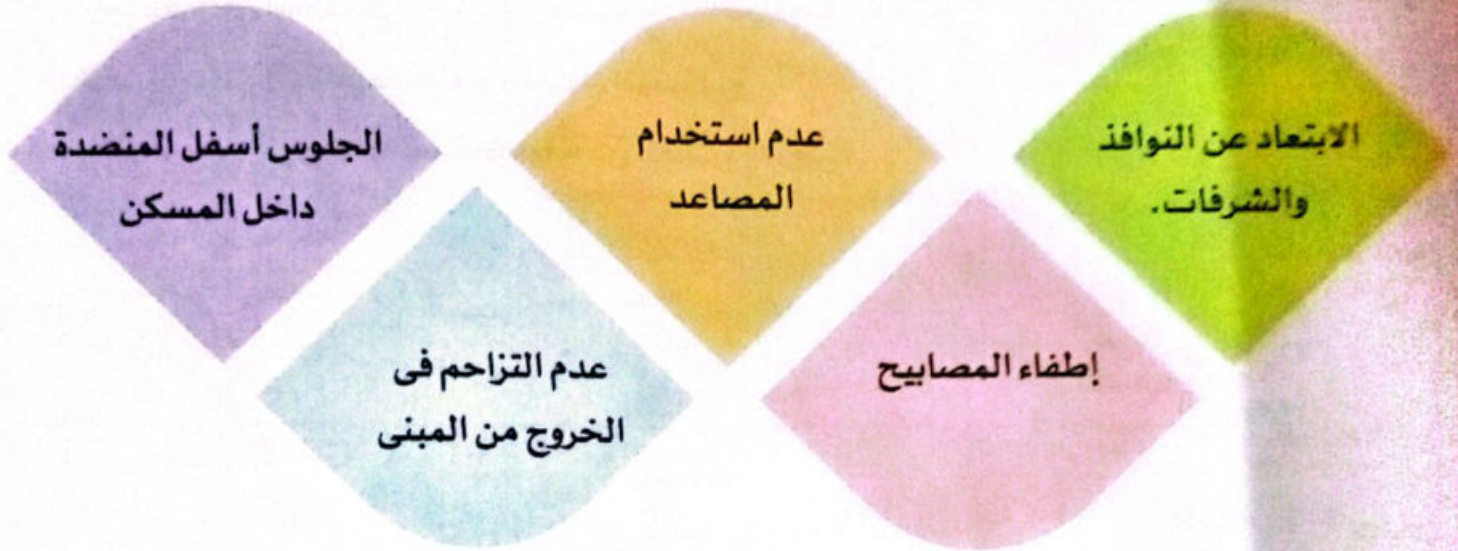 الابتعاد عن النوافذ
والشرفات.
إطفاء المصابيح
عدم استخدام
المصاعد
عدم التزاحم فى
الخروج من المبنى
الجلوس أسفل المنضدة
داخل المسكن